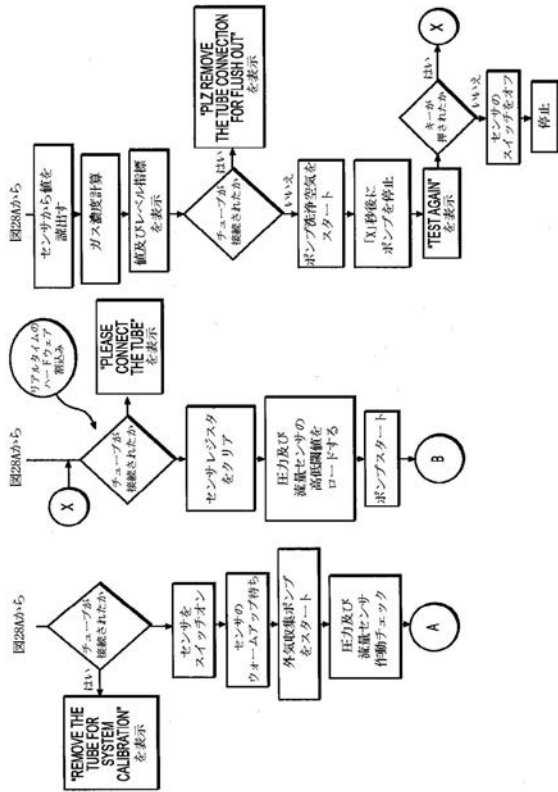 図28Aから
チューブが
接続されたか
はい
"REMOVE THE
TUBE FOR
SYSTEM
CALIBRATION"
を表示
センサを
スイッチオン
センサの
ウォームアップ待ち
外気収集ポンプ
をスタート
圧力及び
流量センサ
作動チェック
A
図28Aから
X
リアルタイムの
ハードウェア
割込み
チューブが
接続されたか
"PLEASE
CONNECT
THE TUBE"
を表示
センサレジスタ
をクリア
圧力及び
流量センサの
高低閾値を
ロードする
ポンプスタート
B
図28Aから
センサから値を
読出す
ガス濃度計算
値及びレベル指標
を表示
チューブが
接続されたか
はい
"PLZ REMOVE
THE TUBE CONNECTION
FOR FLUSH OUT"
を表示
いいえ
ポンプ洗浄空気を
スタート
「X」秒後に
ポンプを停止
"TEST AGAIN"
を表示
キーが
押されたか
はい
X
いいえ
センサの
スイッチをオフ
停止